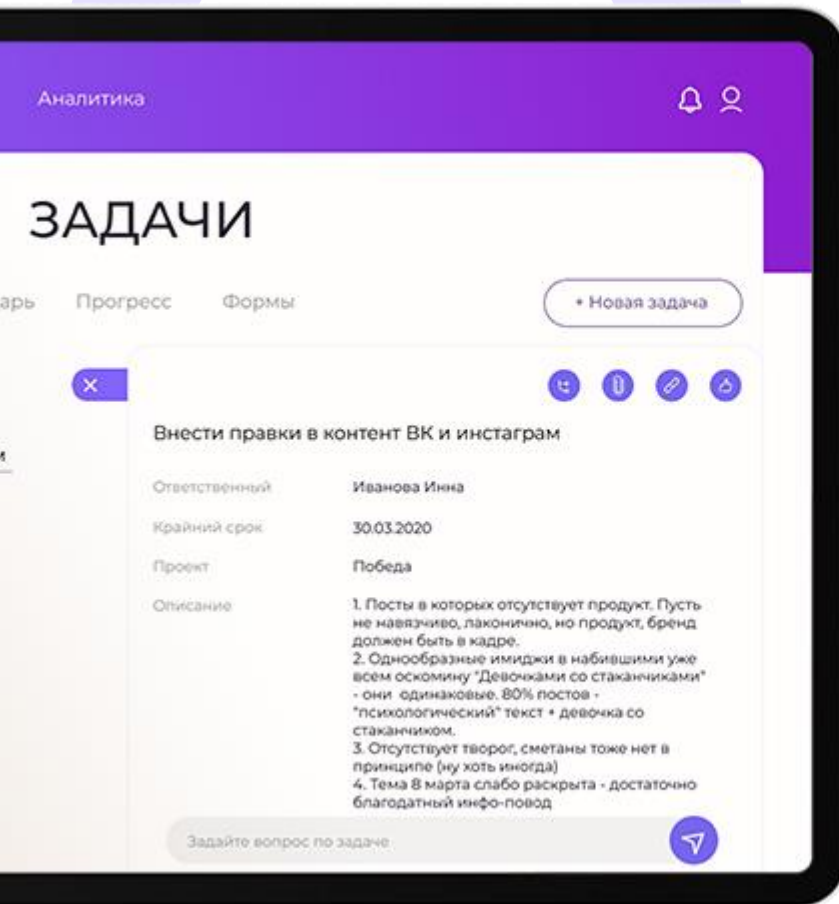 Аналитика
ЗАДАЧИ
арь Прогресс Формы + Новая задача
Внести правки в контент ВК и инстаграм
м
Ответственный Иванова Инна
Крайний срок 30.03.2020
Проект Победа
Описание 1. Посты в которых отсутствует продукт. Пусть
не навязчиво, лаконично, но продукт, бренд
должен быть в кадре.
2. Однообразные имиджи в набившими уже
всем оскомину "Девочками со стаканчиками"
- они одинаковые. 80% постов -
"психологический" текст + девочка со
стаканчиком.
3. Отсутствует творог, сметаны тоже нет в
принципе (ну хоть иногда)
4. Тема 8 марта слабо раскрыта - достаточно
благодатный инфо-повод
Задайте вопрос по задаче